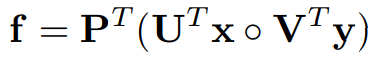 f = P^T(U^T x ∘ V^T y)